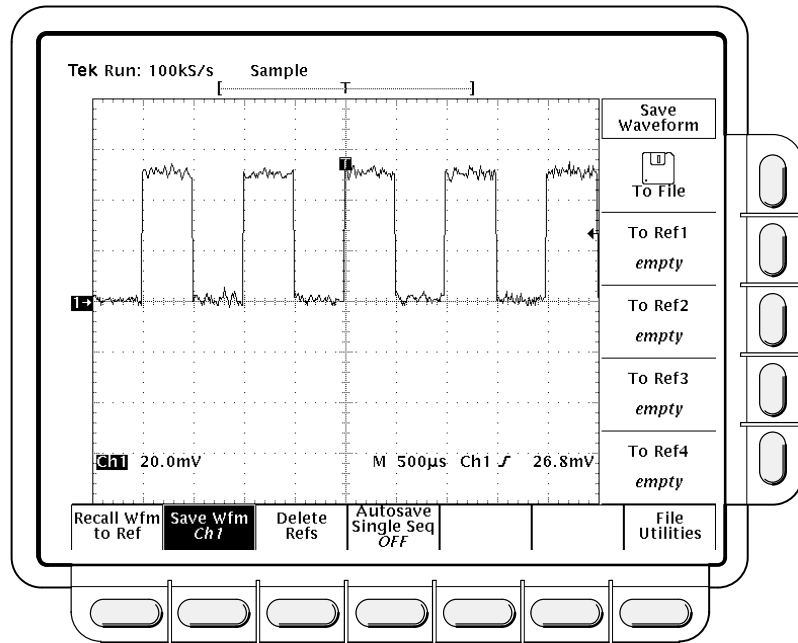 Tek Run: 100kS/s Sample
[ T ]
T
1→
Ch1 20.0mV M 500µs Ch1 26.8mV
Save
Waveform
To File
To Ref1
empty
To Ref2
empty
To Ref3
empty
To Ref4
empty
Recall Wfm
to Ref
Save Wfm
Ch1
Delete
Refs
Autosave
Single Seq
OFF
File
Utilities